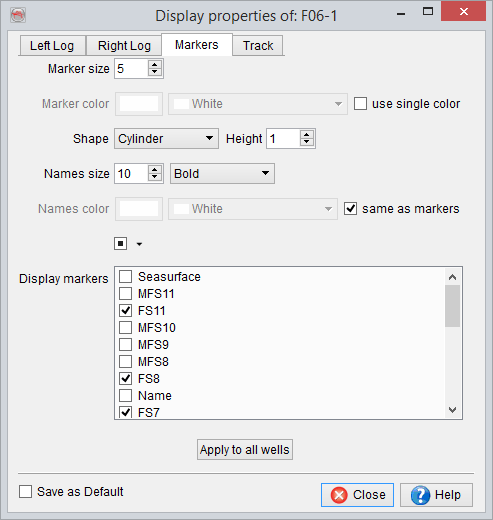 Display properties of: F06-1
Left Log Right Log Markers Track
Marker size 5
Marker color White use single color
Shape Cylinder Height 1
Names size 10 Bold
Names color White same as markers
Display markers
Seasurface
MFS11
FS11
MFS10
MFS9
MFS8
FS8
Name
FS7
Apply to all wells
Save as Default Close Help